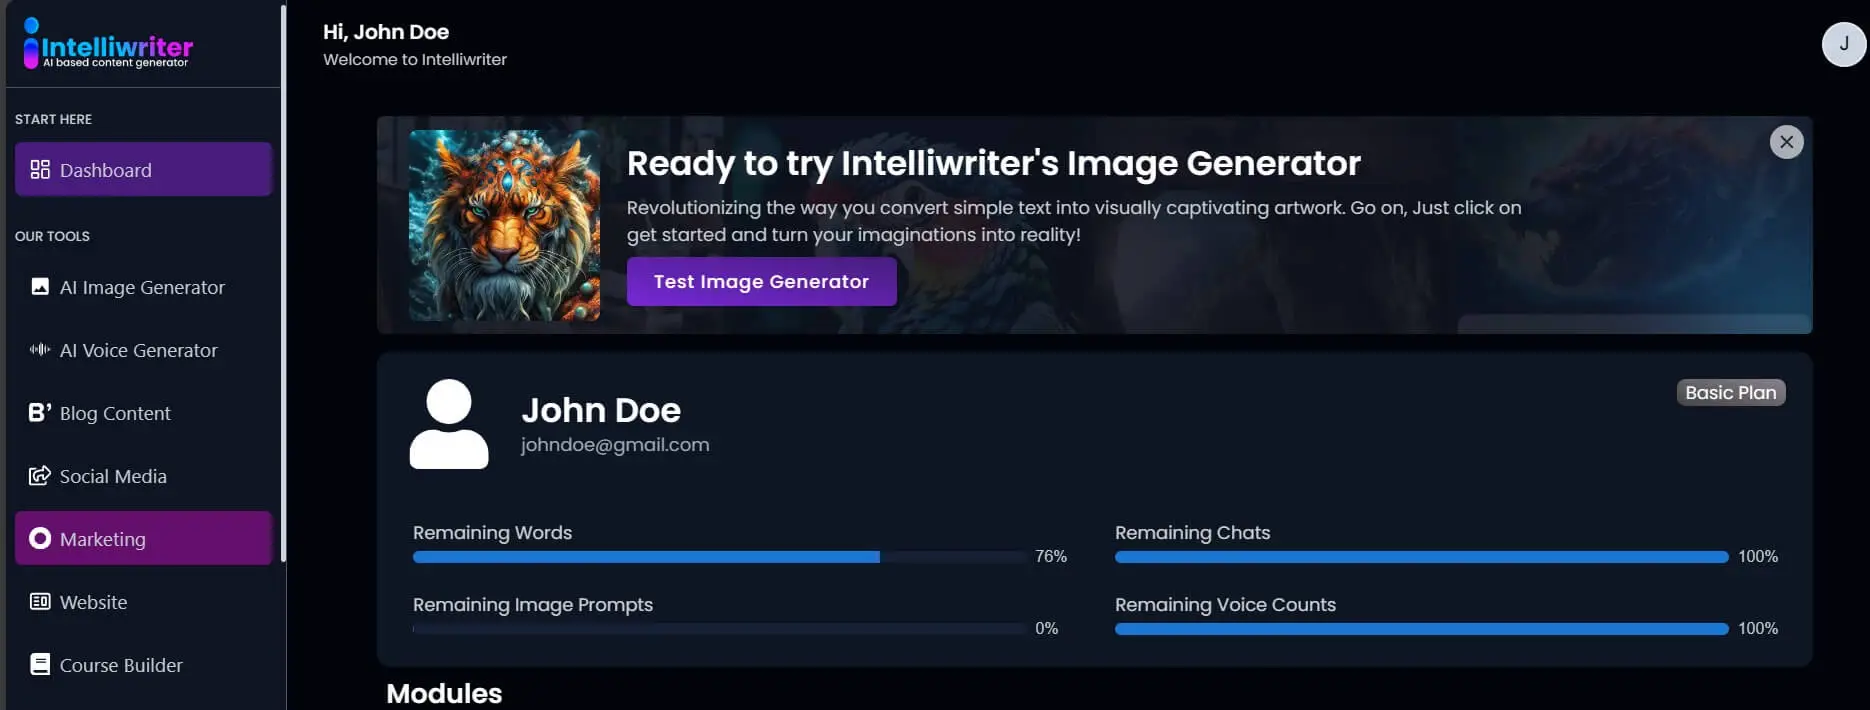 Intelliwriter
AI based content generator
START HERE
Dashboard
OUR TOOLS
AI Image Generator
AI Voice Generator
Blog Content
Social Media
Marketing
Website
Course Builder
Hi, John Doe
Welcome to Intelliwriter
J
Ready to try Intelliwriter's Image Generator
Revolutionizing the way you convert simple text into visually captivating artwork. Go on, Just click on
get started and turn your imaginations into reality!
Test Image Generator
John Doe
johndoe@gmail.com
Basic Plan
Remaining Words
76%
Remaining Chats
100%
Remaining Image Prompts
0%
Remaining Voice Counts
100%
Modules